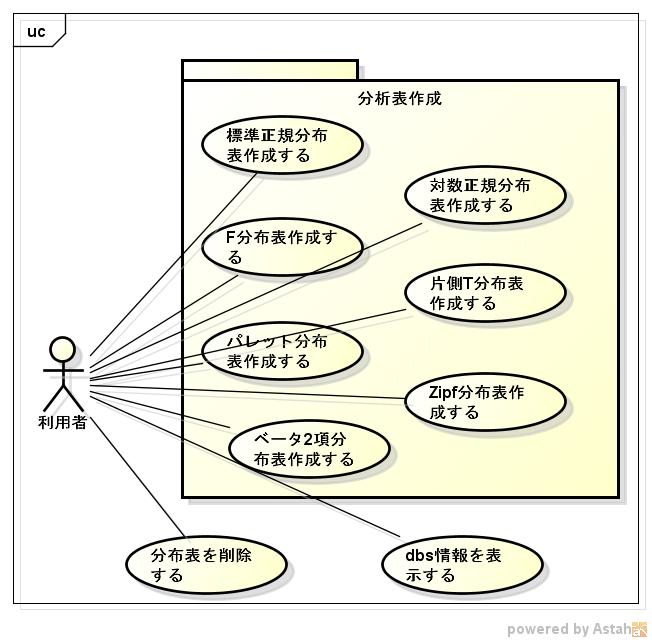 uc
分析表作成
標準正規分布
表作成する
対数正規分布
表作成する
F分布表作成す
る
片側T分布表
作成する
パレット分布
表作成する
Zipf分布表作
成する
利用者
ベータ2項分
布表作成する
分布表を削除
する
dbs情報を表
示する
powered by Astah